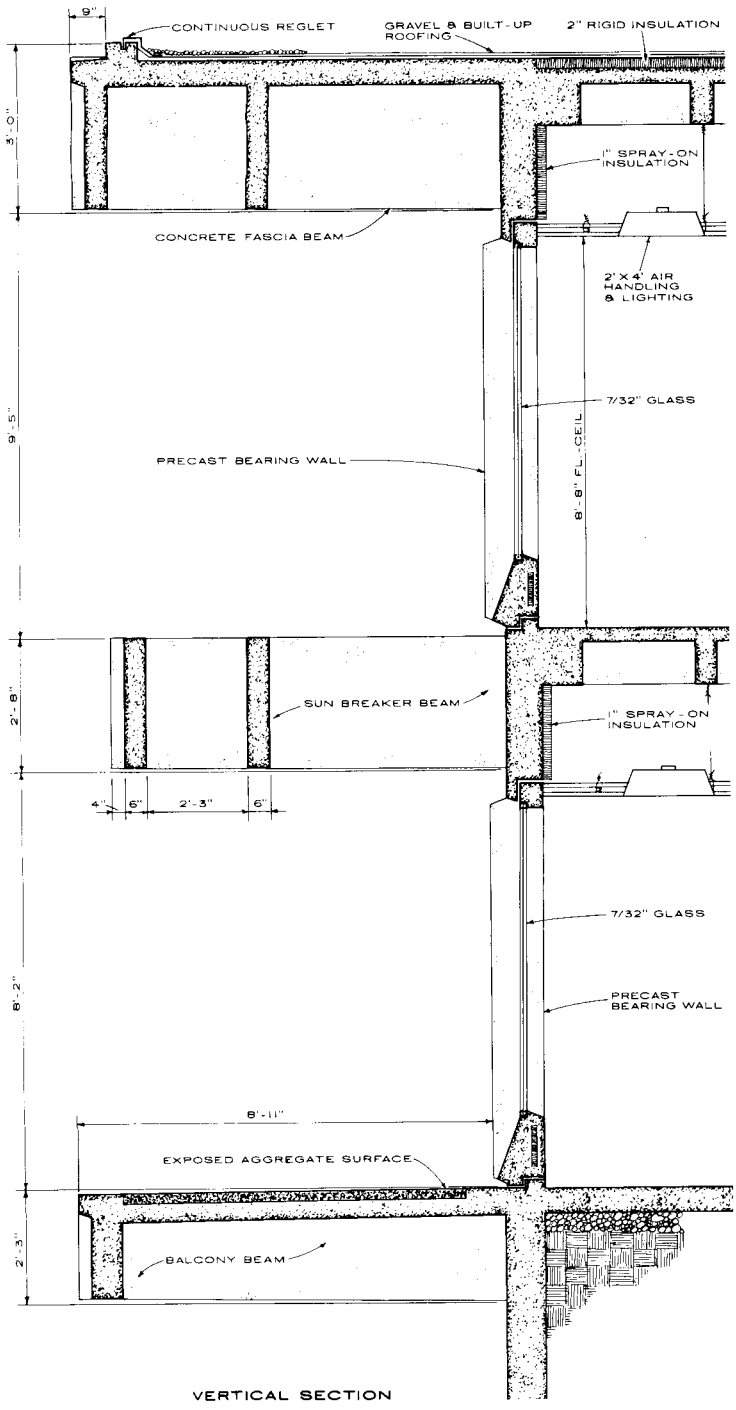 9"
CONTINUOUS REGLET
GRAVEL & BUILT-UP
ROOFING
2" RIGID INSULATION
3'-0"
1" SPRAY-ON
INSULATION
CONCRETE FASCIA BEAM
2' X 4' AIR
HANDLING
& LIGHTING
9'-5"
7/32" GLASS
8'-8" FL.-CEIL.
PRECAST BEARING WALL
2'-8"
SUN BREAKER BEAM
1" SPRAY-ON
INSULATION
4"
6"
2'-3"
6"
7/32" GLASS
8'-2"
PRECAST
BEARING WALL
8'-11"
EXPOSED AGGREGATE SURFACE
2'-3"
BALCONY BEAM
VERTICAL SECTION